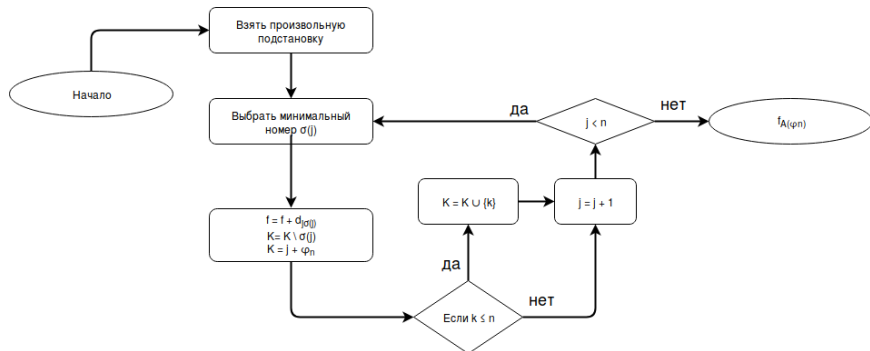 Взять произвольную
подстановку
Начало
Выбрать минимальный
номер σ(j)
да
j < n
нет
f_A(φn)
f = f + d_jσ(j)
K= K \ σ(j)
K = j + φ_n
K = K ∪ {k}
j = j + 1
да
Если k ≤ n
нет